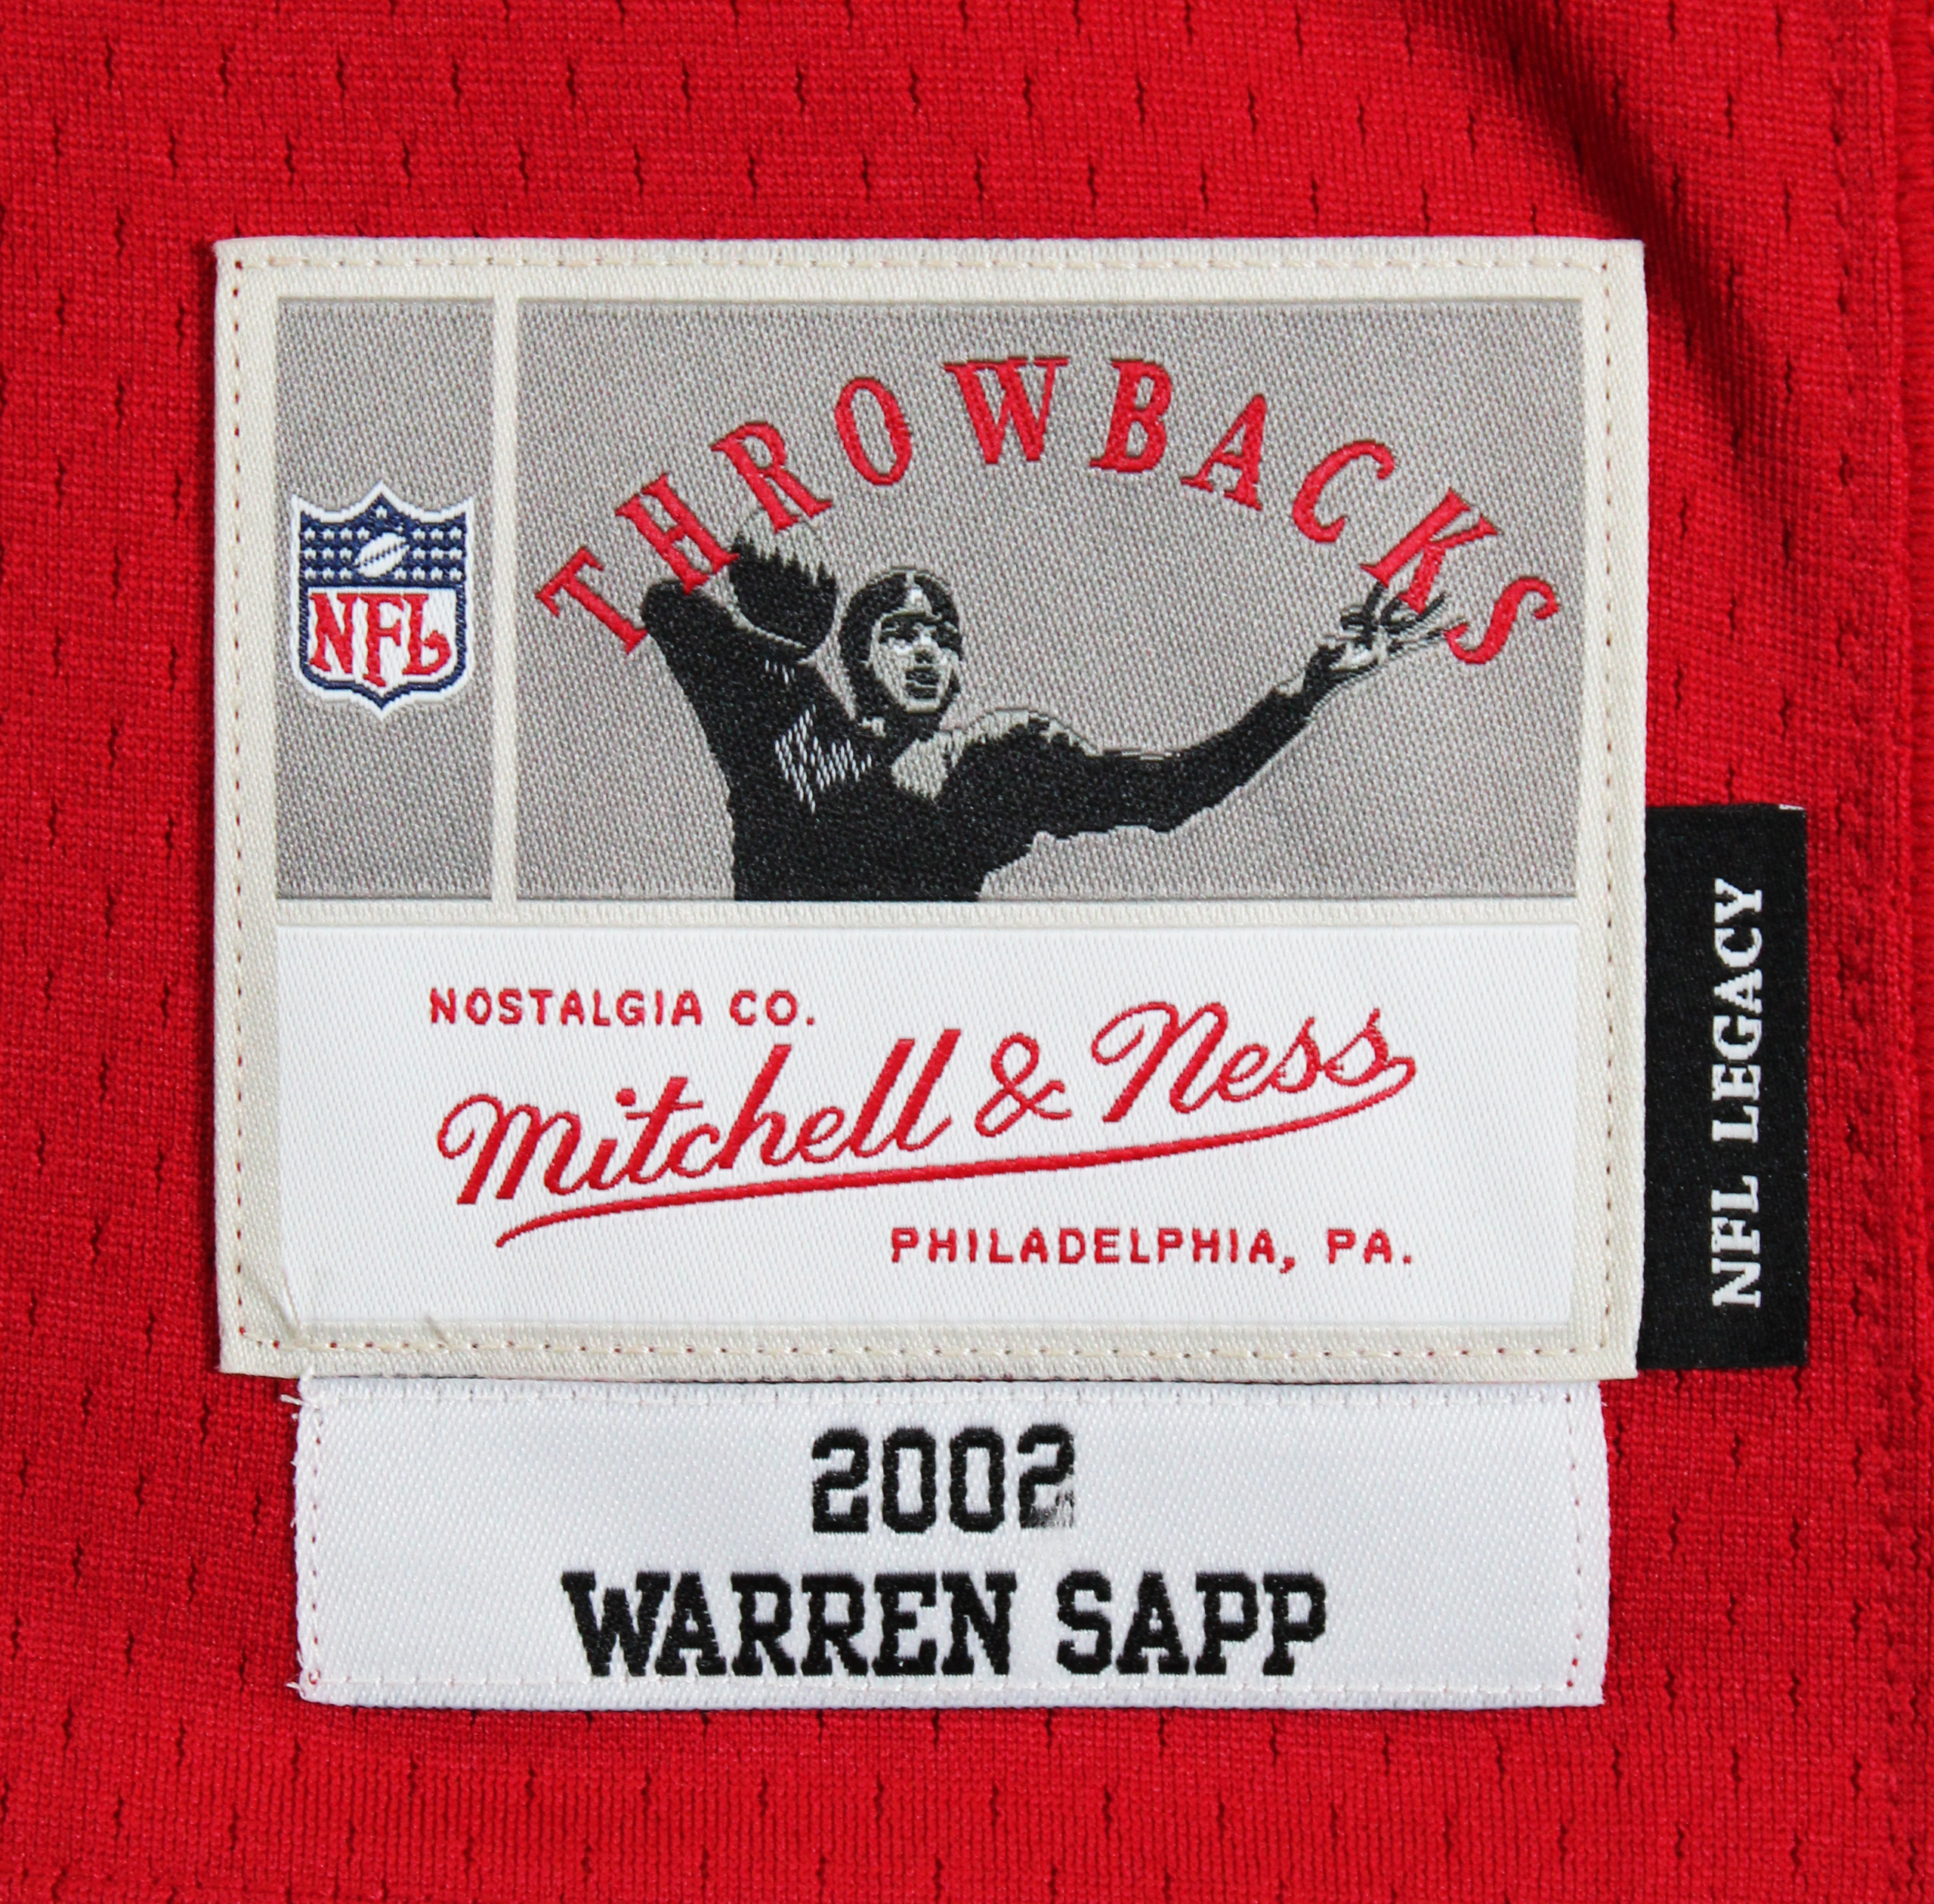 THROWBACKS
NFL
NOSTALGIA CO.
Mitchell & Ness
PHILADELPHIA, PA.
NFL LEGACY
2002
WARREN SAPP